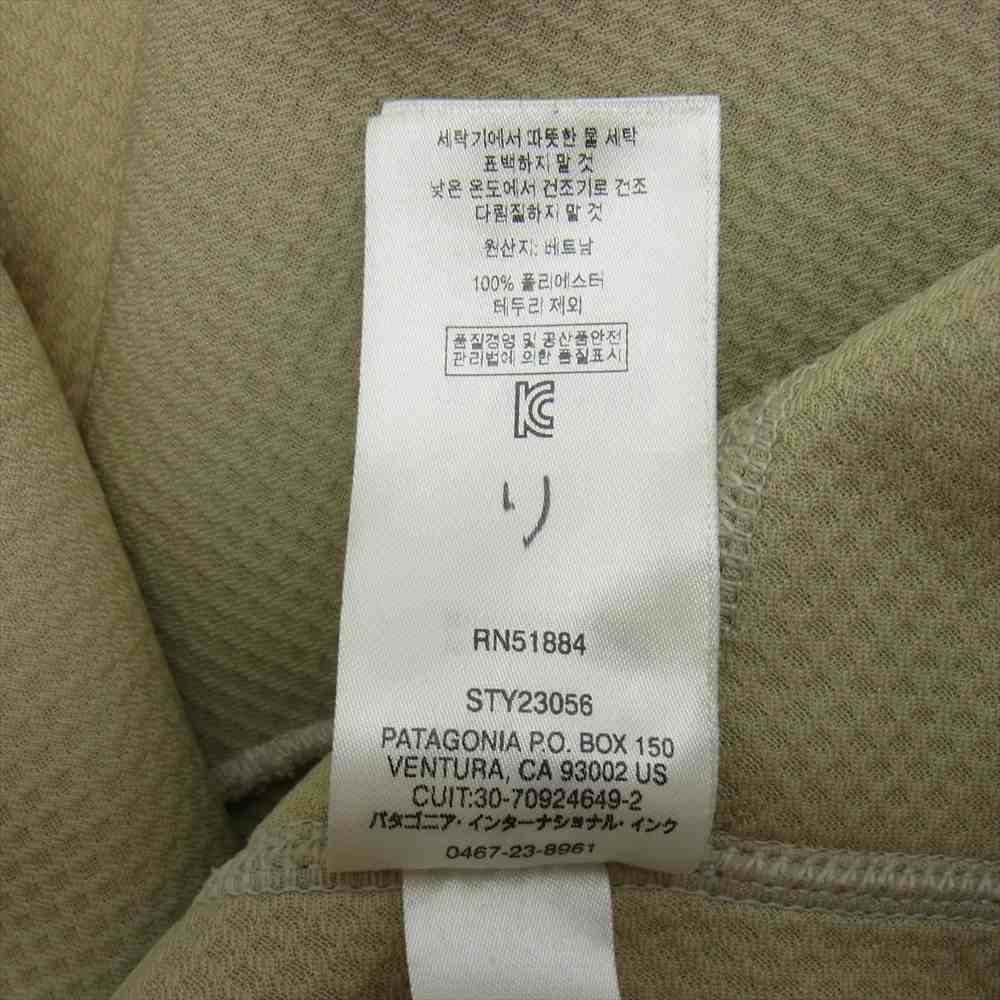 세탁기에서 따뜻한 물 세탁
표백하지 말 것
낮은 온도에서 건조기로 건조
다림질하지 말 것
원산지: 베트남
100% 폴리에스터
테두리 제외
품질경영 및 공산품안전
관리법에 의한 품질표시
KC
り
RN51884
STY23056
PATAGONIA P.O. BOX 150
VENTURA, CA 93002 US
CUIT:30-70924649-2
パタゴニア・インターナショナル・インク
0467-23-8961